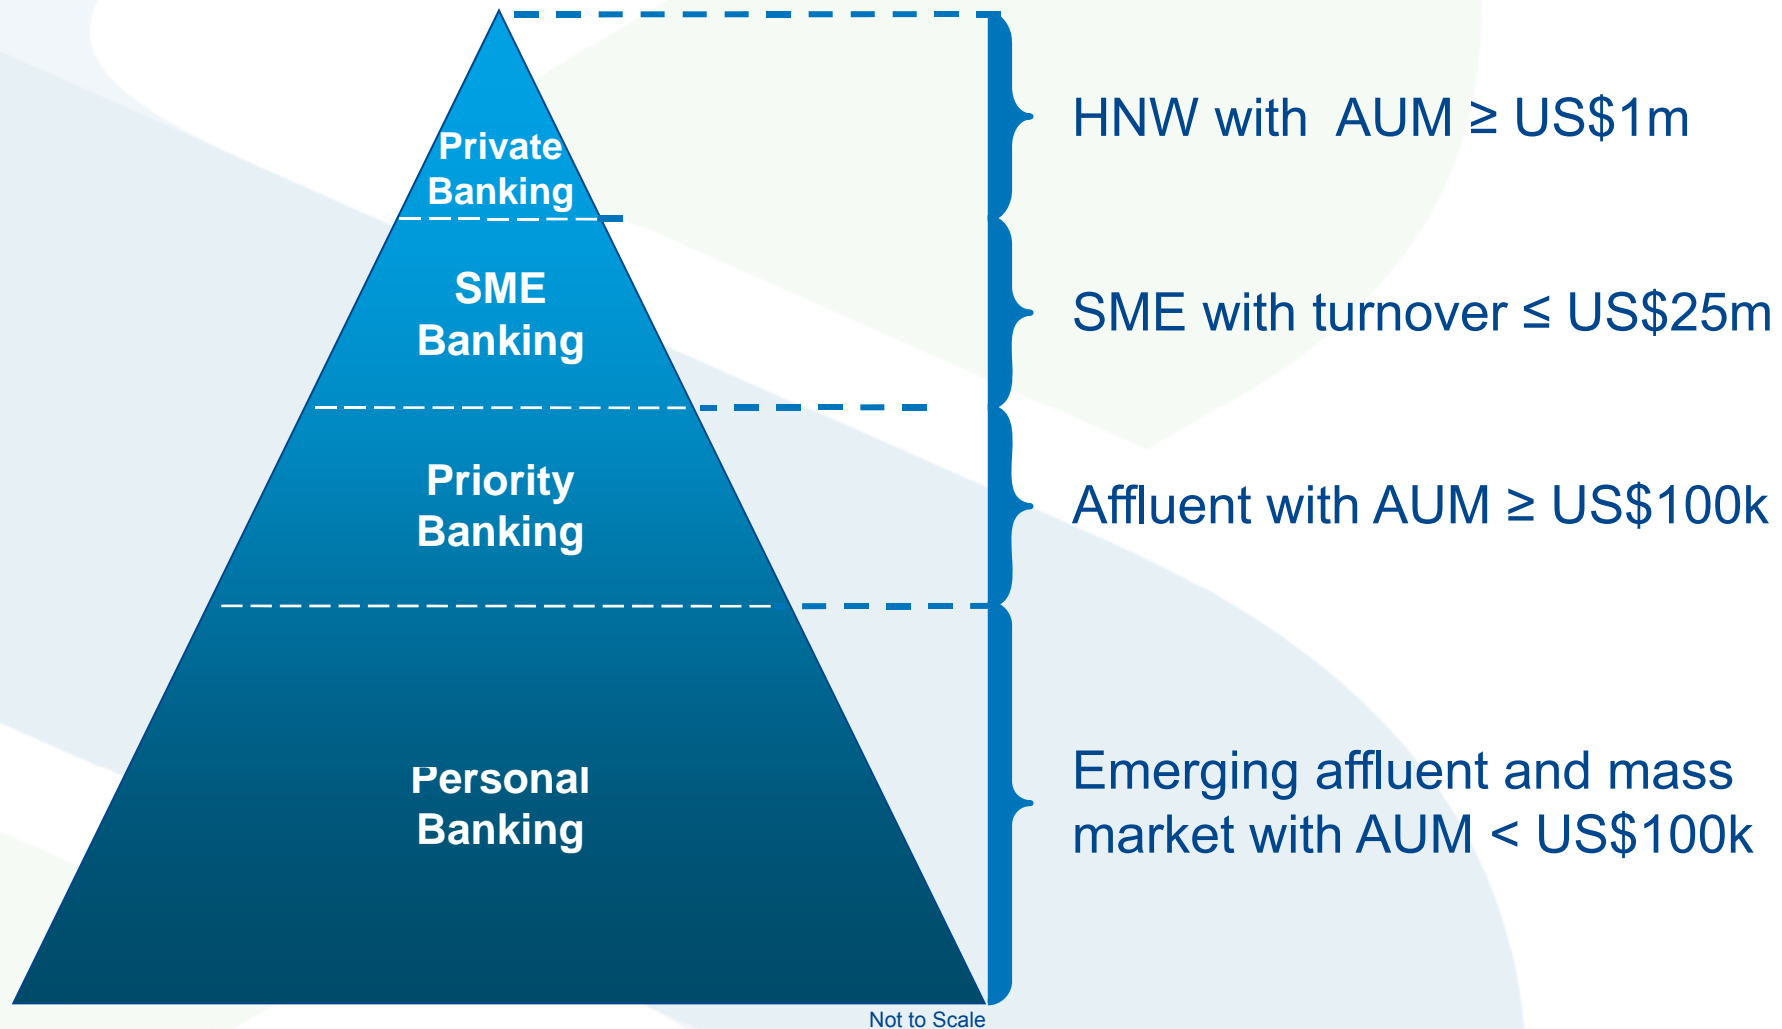 Private
Banking
HNW with AUM ≥ US$1m
SME
Banking
SME with turnover ≤ US$25m
Priority
Banking
Affluent with AUM ≥ US$100k
Personal
Banking
Emerging affluent and mass
market with AUM < US$100k
Not to Scale